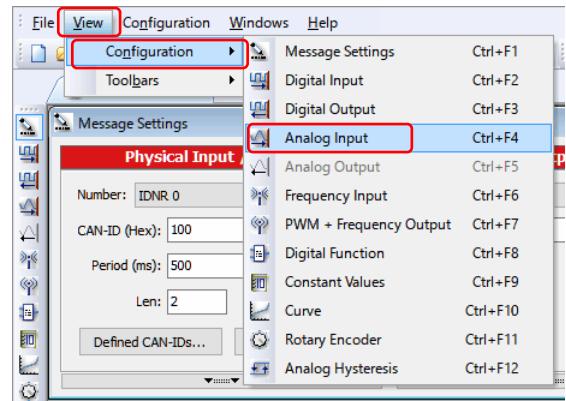 File View Configuration Windows Help
Configuration
Toolbars
Message Settings Ctrl+F1
Digital Input Ctrl+F2
Digital Output Ctrl+F3
Analog Input Ctrl+F4
Analog Output Ctrl+F5
Frequency Input Ctrl+F6
PWM + Frequency Output Ctrl+F7
Digital Function Ctrl+F8
Constant Values Ctrl+F9
Curve Ctrl+F10
Rotary Encoder Ctrl+F11
Analog Hysteresis Ctrl+F12
Message Settings
Physical Input
Number: IDNR 0
CAN-ID (Hex): 100
Period (ms): 500
Len: 2
Defined CAN-IDs...